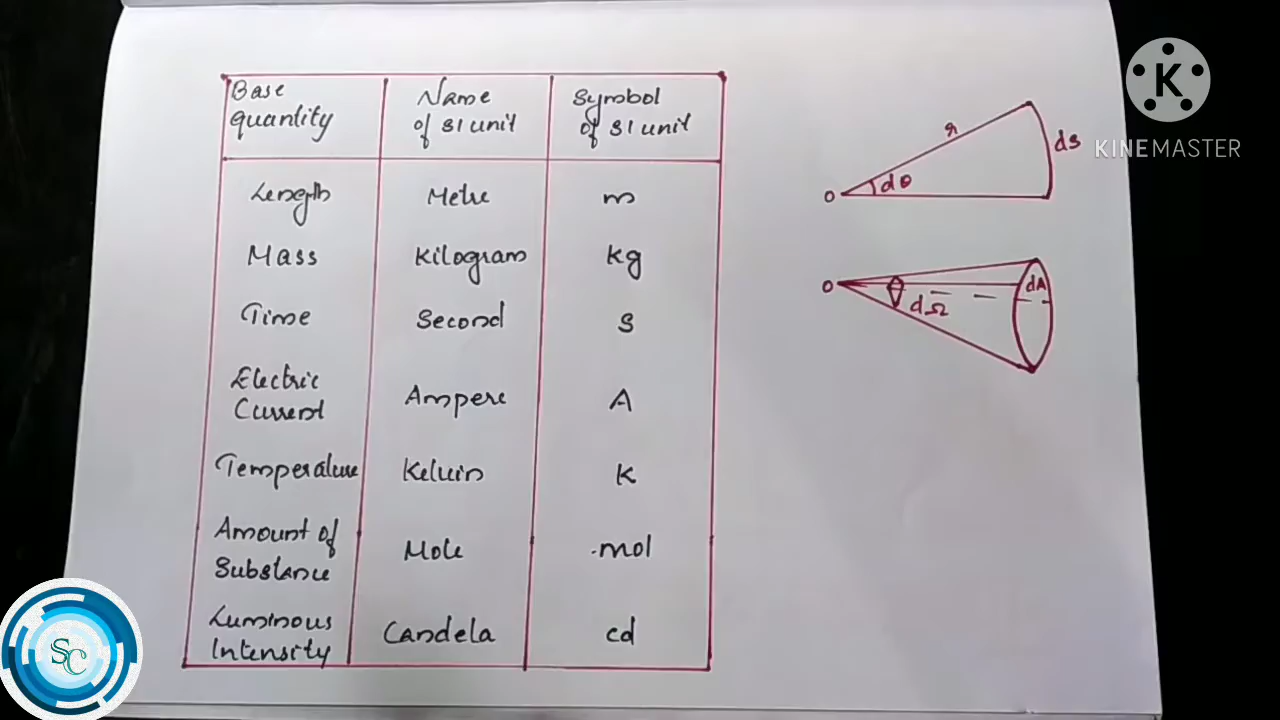 Base
quantity
Name
of SI unit
Symbol
of SI unit
Length
Metre
m
Mass
Kilogram
kg
Time
Second
S
Electric
Current
Ampere
A
Temperature
Kelvin
K
Amount of
Substance
Mole
mol
Luminous
Intensity
Candela
cd
r
ds
O
dθ
O
dA
dΩ
K
KINEMASTER
SC